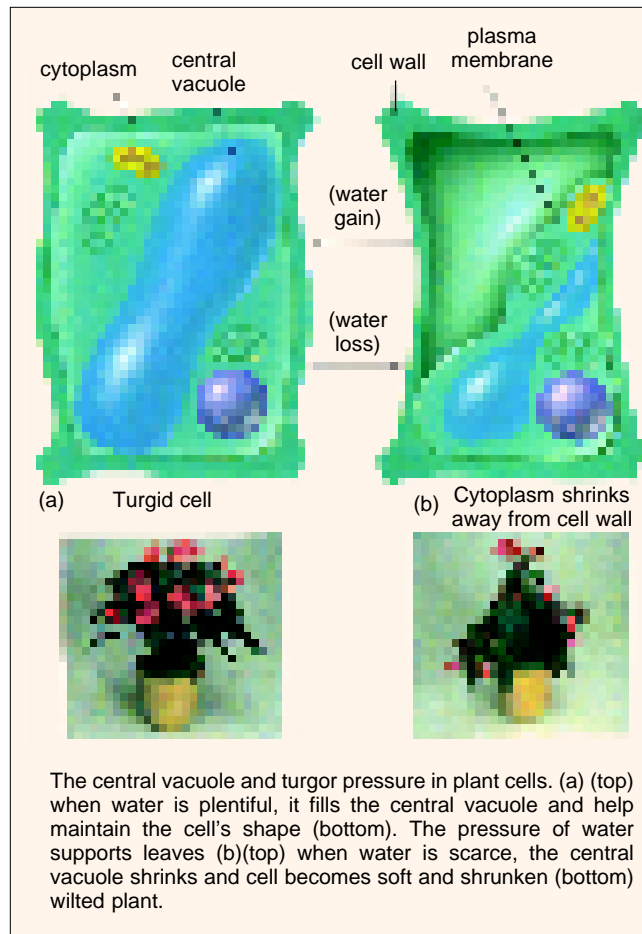 cytoplasm
central
vacuole
cell wall
plasma
membrane
(water
gain)
(water
loss)
(a) Turgid cell
(b) Cytoplasm shrinks
away from cell wall
The central vacuole and turgor pressure in plant cells. (a) (top)
when water is plentiful, it fills the central vacuole and help
maintain the cell's shape (bottom). The pressure of water
supports leaves (b)(top) when water is scarce, the central
vacuole shrinks and cell becomes soft and shrunken (bottom)
wilted plant.